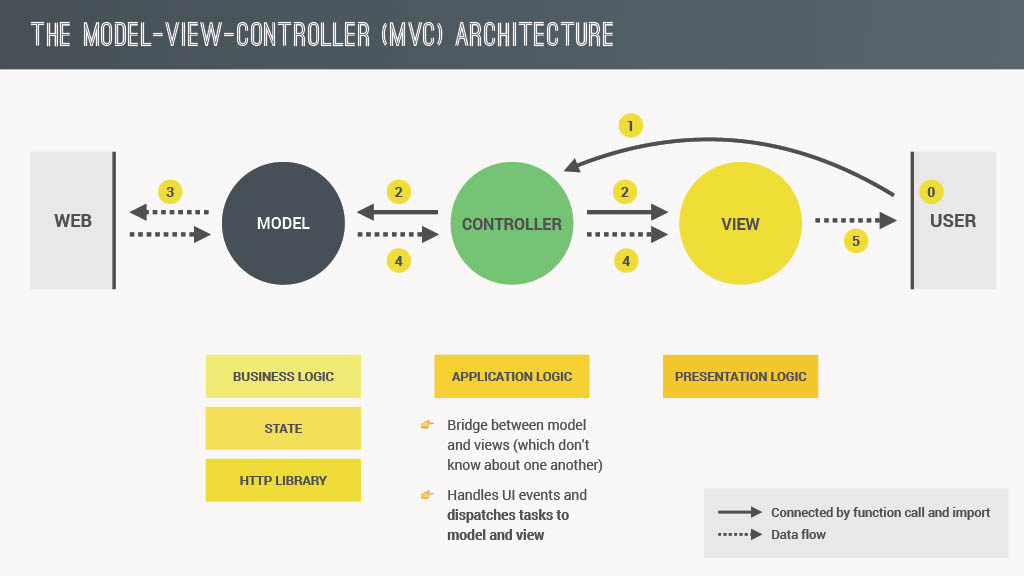 THE MODEL-VIEW-CONTROLLER (MVC) ARCHITECTURE
1
3
2
2
0
WEB
MODEL
CONTROLLER
VIEW
USER
4
4
5
BUSINESS LOGIC
STATE
HTTP LIBRARY
APPLICATION LOGIC
Bridge between model
and views (which don't
know about one another)
Handles UI events and
dispatches tasks to
model and view
PRESENTATION LOGIC
Connected by function call and import
Data flow